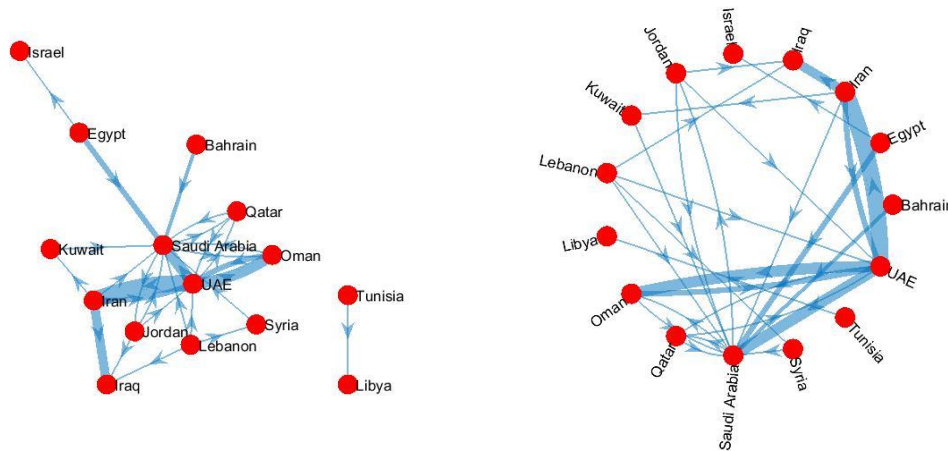 Israel
Egypt
Bahrain
Qatar
Kuwait
Saudi Arabia
Oman
UAE
Iran
Tunisia
Syria
Jordan
Lebanon
Iraq
Libya
Israel
Iraq
Jordan
Iran
Kuwait
Egypt
Lebanon
Bahrain
Libya
UAE
Oman
Tunisia
Qatar
Syria
Saudi Arabia